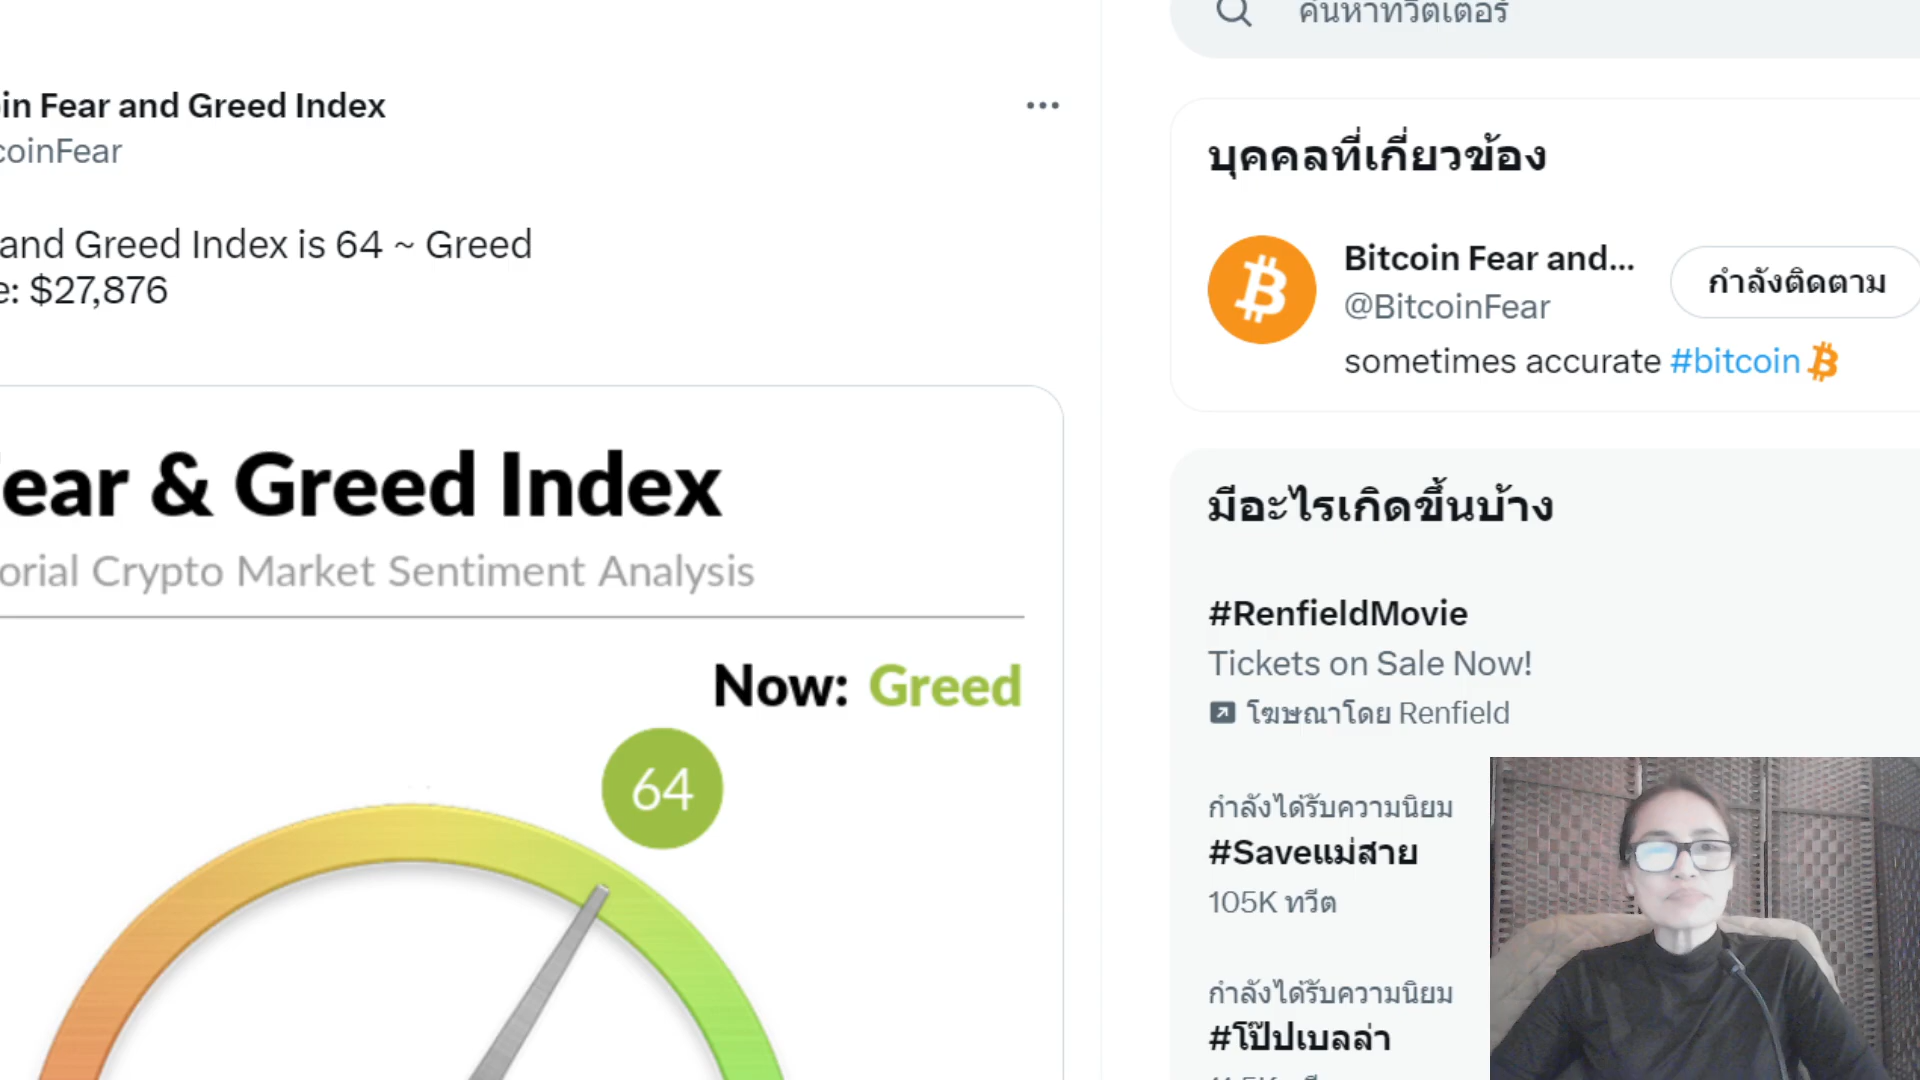 in Fear and Greed Index
coinFear
and Greed Index is 64 ~ Greed
e: $27,876
ear & Greed Index
orial Crypto Market Sentiment Analysis
Now: Greed
64
ค้นหาทวิตเตอร์
บุคคลที่เกี่ยวข้อง
Bitcoin Fear and...
@BitcoinFear
กำลังติดตาม
sometimes accurate #bitcoin
มีอะไรเกิดขึ้นบ้าง
#RenfieldMovie
Tickets on Sale Now!
โฆษณาโดย Renfield
กำลังได้รับความนิยม
#Saveแม่สาย
105K ทวีต
กำลังได้รับความนิยม
#โป๊ปเบลล่า